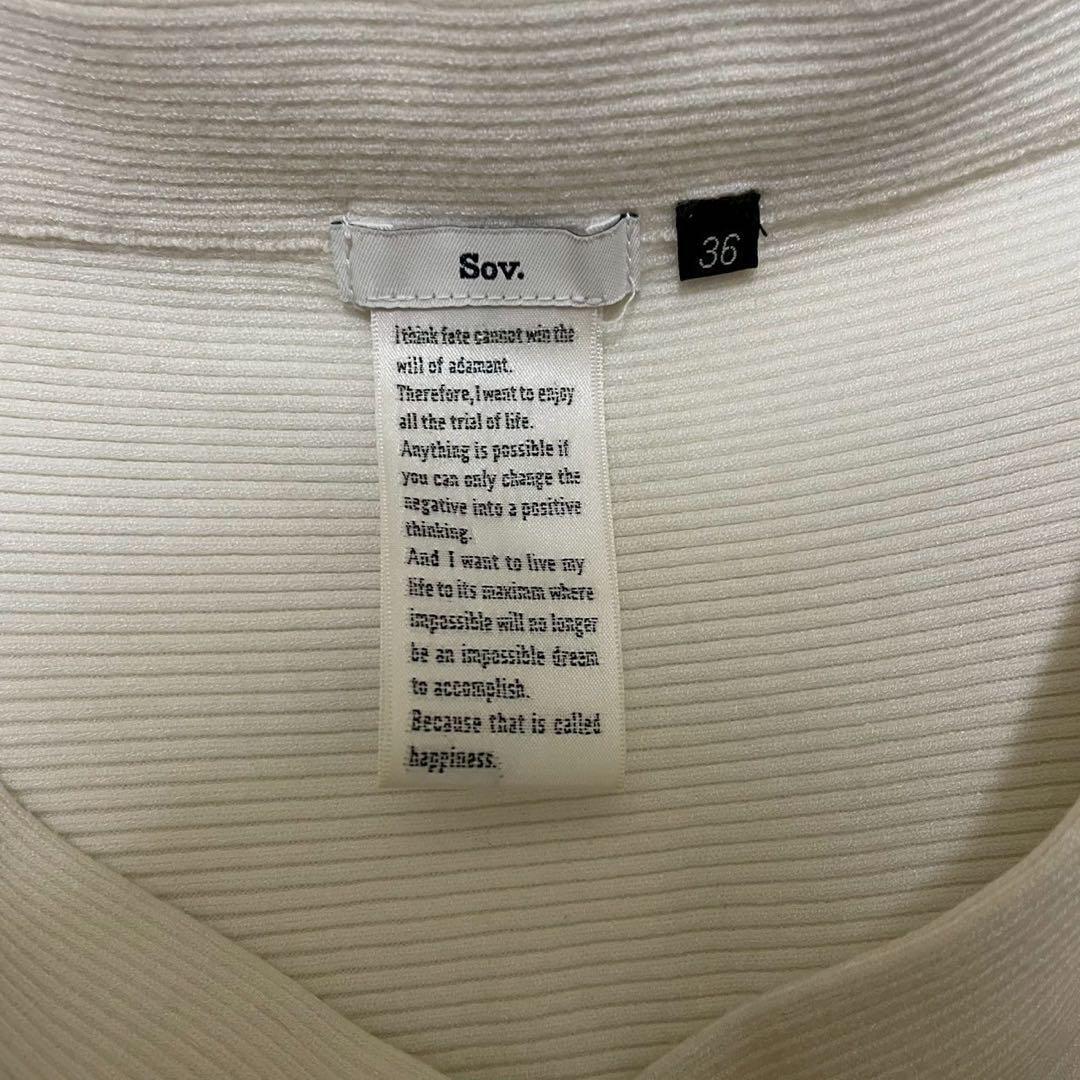 Sov.
36
I think fate cannot win the
will of adamant.
Therefore, I want to enjoy
all the trial of life.
Anything is possible if
you can only change the
negative into a positive
thinking.
And I want to live my
life to its maximm where
impossible will no longer
be an impossible dream
to accomplish.
Because that is called
happiness.